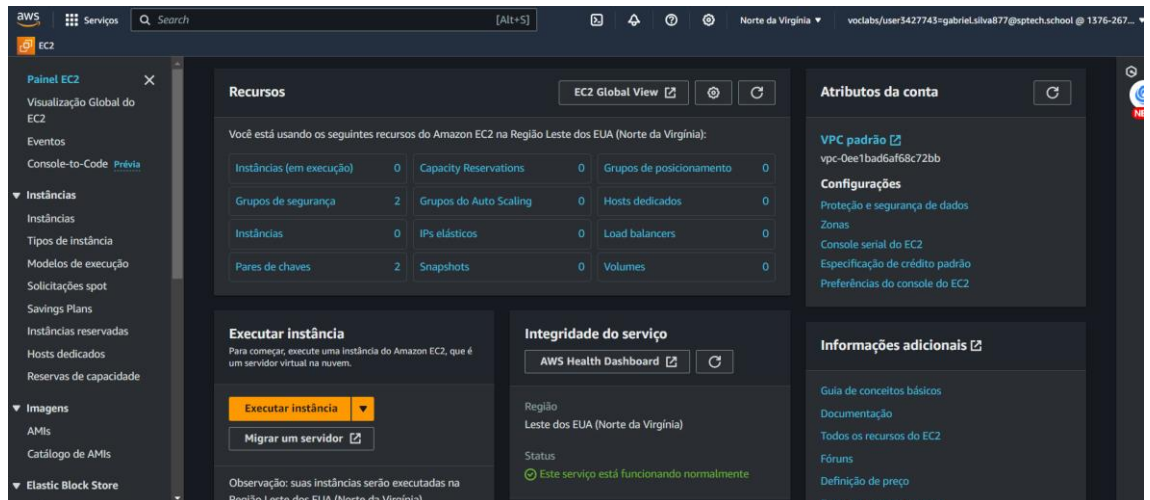 aws
Serviços
Search
[Alt+S]
Norte da Virgínia
voclabs/user3427743=gabriel.silva877@sptech.school @ 1376-267...
EC2
Painel EC2
Visualização Global do
EC2
Eventos
Console-to-Code Prévia
Instâncias
Instâncias
Tipos de instância
Modelos de execução
Solicitações spot
Savings Plans
Instâncias reservadas
Hosts dedicados
Reservas de capacidade
Imagens
AMIs
Catálogo de AMIs
Elastic Block Store
Recursos
EC2 Global View
Você está usando os seguintes recursos do Amazon EC2 na Região Leste dos EUA (Norte da Virgínia):
Instâncias (em execução) 0 Capacity Reservations 0 Grupos de posicionamento 0
Grupos de segurança 2 Grupos do Auto Scaling 0 Hosts dedicados 0
Instâncias 0 IPs elásticos 0 Load balancers 0
Pares de chaves 2 Snapshots 0 Volumes 0
Executar instância
Para começar, execute uma instância do Amazon EC2, que é
um servidor virtual na nuvem.
Executar instância
Migrar um servidor
Observação: suas instâncias serão executadas na
Região Leste dos EUA (Norte da Virgínia)
Integridade do serviço
AWS Health Dashboard
Região
Leste dos EUA (Norte da Virgínia)
Status
Este serviço está funcionando normalmente
Atributos da conta
VPC padrão
vpc-0ee1bad6af68c72bb
Configurações
Proteção e segurança de dados
Zonas
Console serial do EC2
Especificação de crédito padrão
Preferências do console do EC2
Informações adicionais
Guia de conceitos básicos
Documentação
Todos os recursos do EC2
Fóruns
Definição de preço